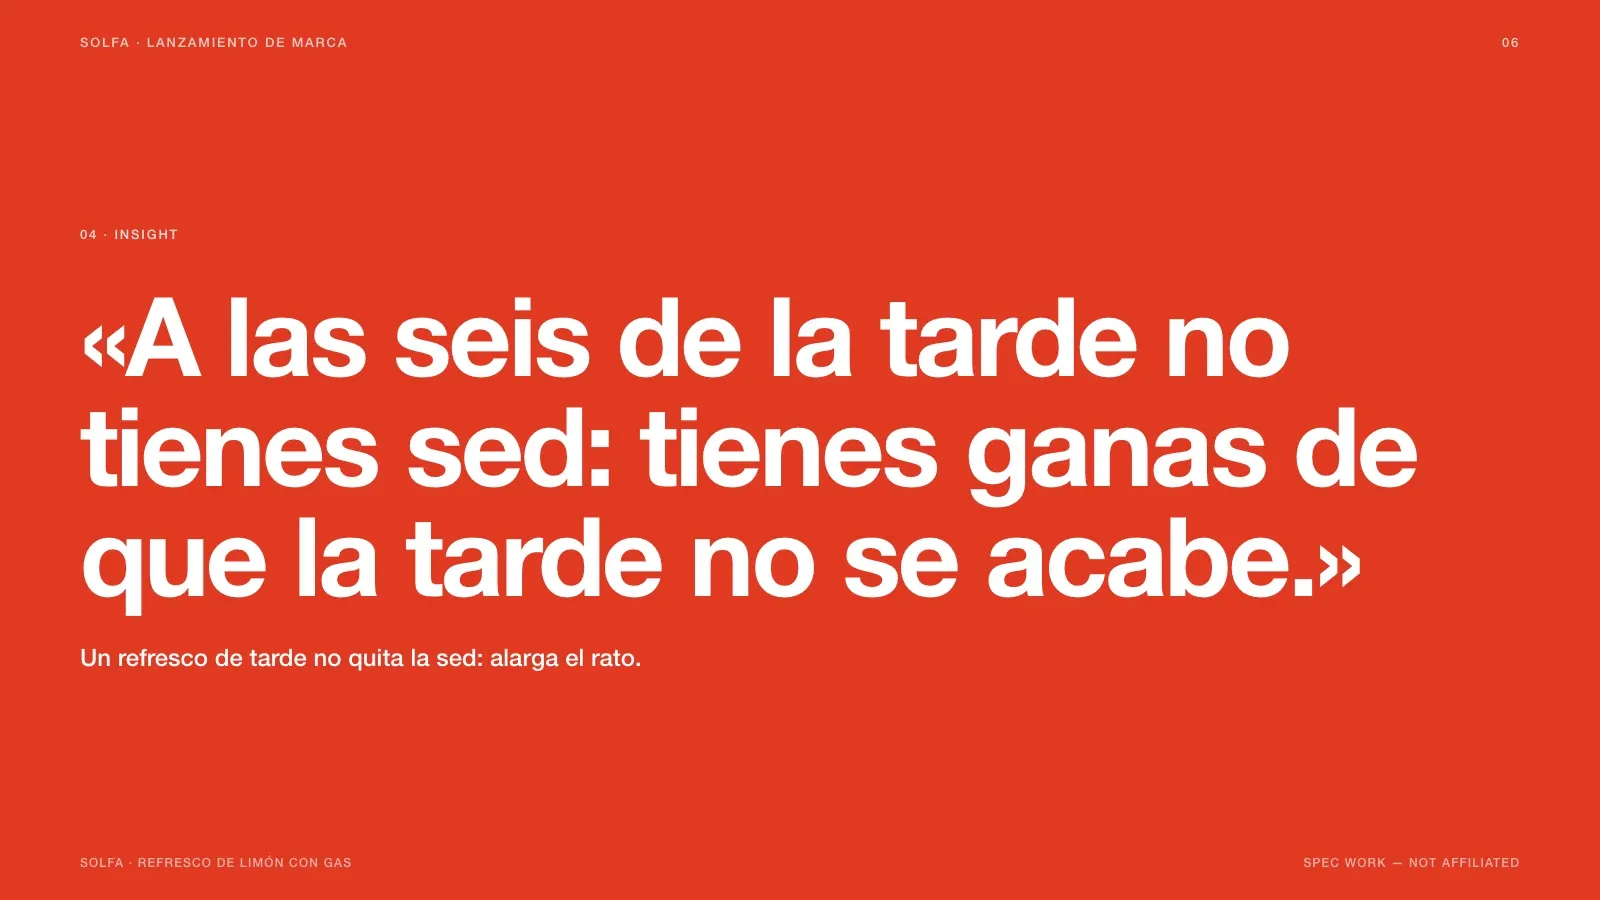 SOLFA · LANZAMIENTO DE MARCA
06
04 · INSIGHT
«A las seis de la tarde no
tienes sed: tienes ganas de
que la tarde no se acabe.»
Un refresco de tarde no quita la sed: alarga el rato.
SOLFA · REFRESCO DE LIMÓN CON GAS
SPEC WORK — NOT AFFILIATED